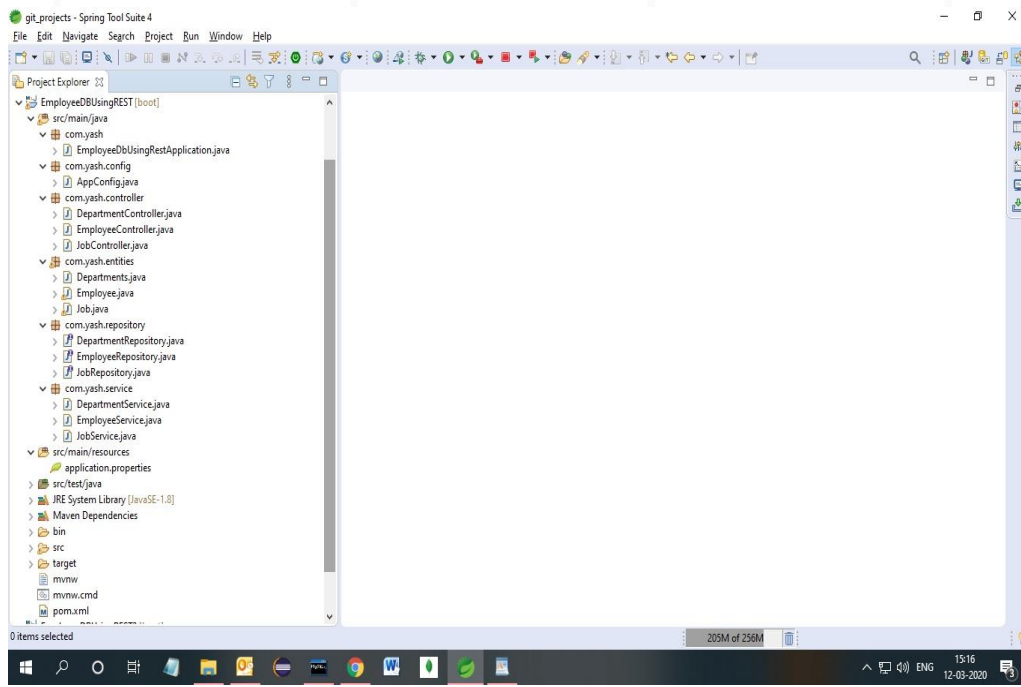 git_projects - Spring Tool Suite 4
File Edit Navigate Search Project Run Window Help
Project Explorer
EmployeeDBUsingREST [boot]
src/main/java
com.yash
EmployeeDbUsingRestApplication.java
com.yash.config
AppConfig.java
com.yash.controller
DepartmentController.java
EmployeeController.java
JobController.java
com.yash.entities
Departments.java
Employee.java
Job.java
com.yash.repository
DepartmentRepository.java
EmployeeRepository.java
JobRepository.java
com.yash.service
DepartmentService.java
EmployeeService.java
JobService.java
src/main/resources
application.properties
src/test/java
JRE System Library [JavaSE-1.8]
Maven Dependencies
bin
src
target
mvnw
mvnw.cmd
pom.xml
0 items selected
205M of 256M
ENG
15:16
12-03-2020
3